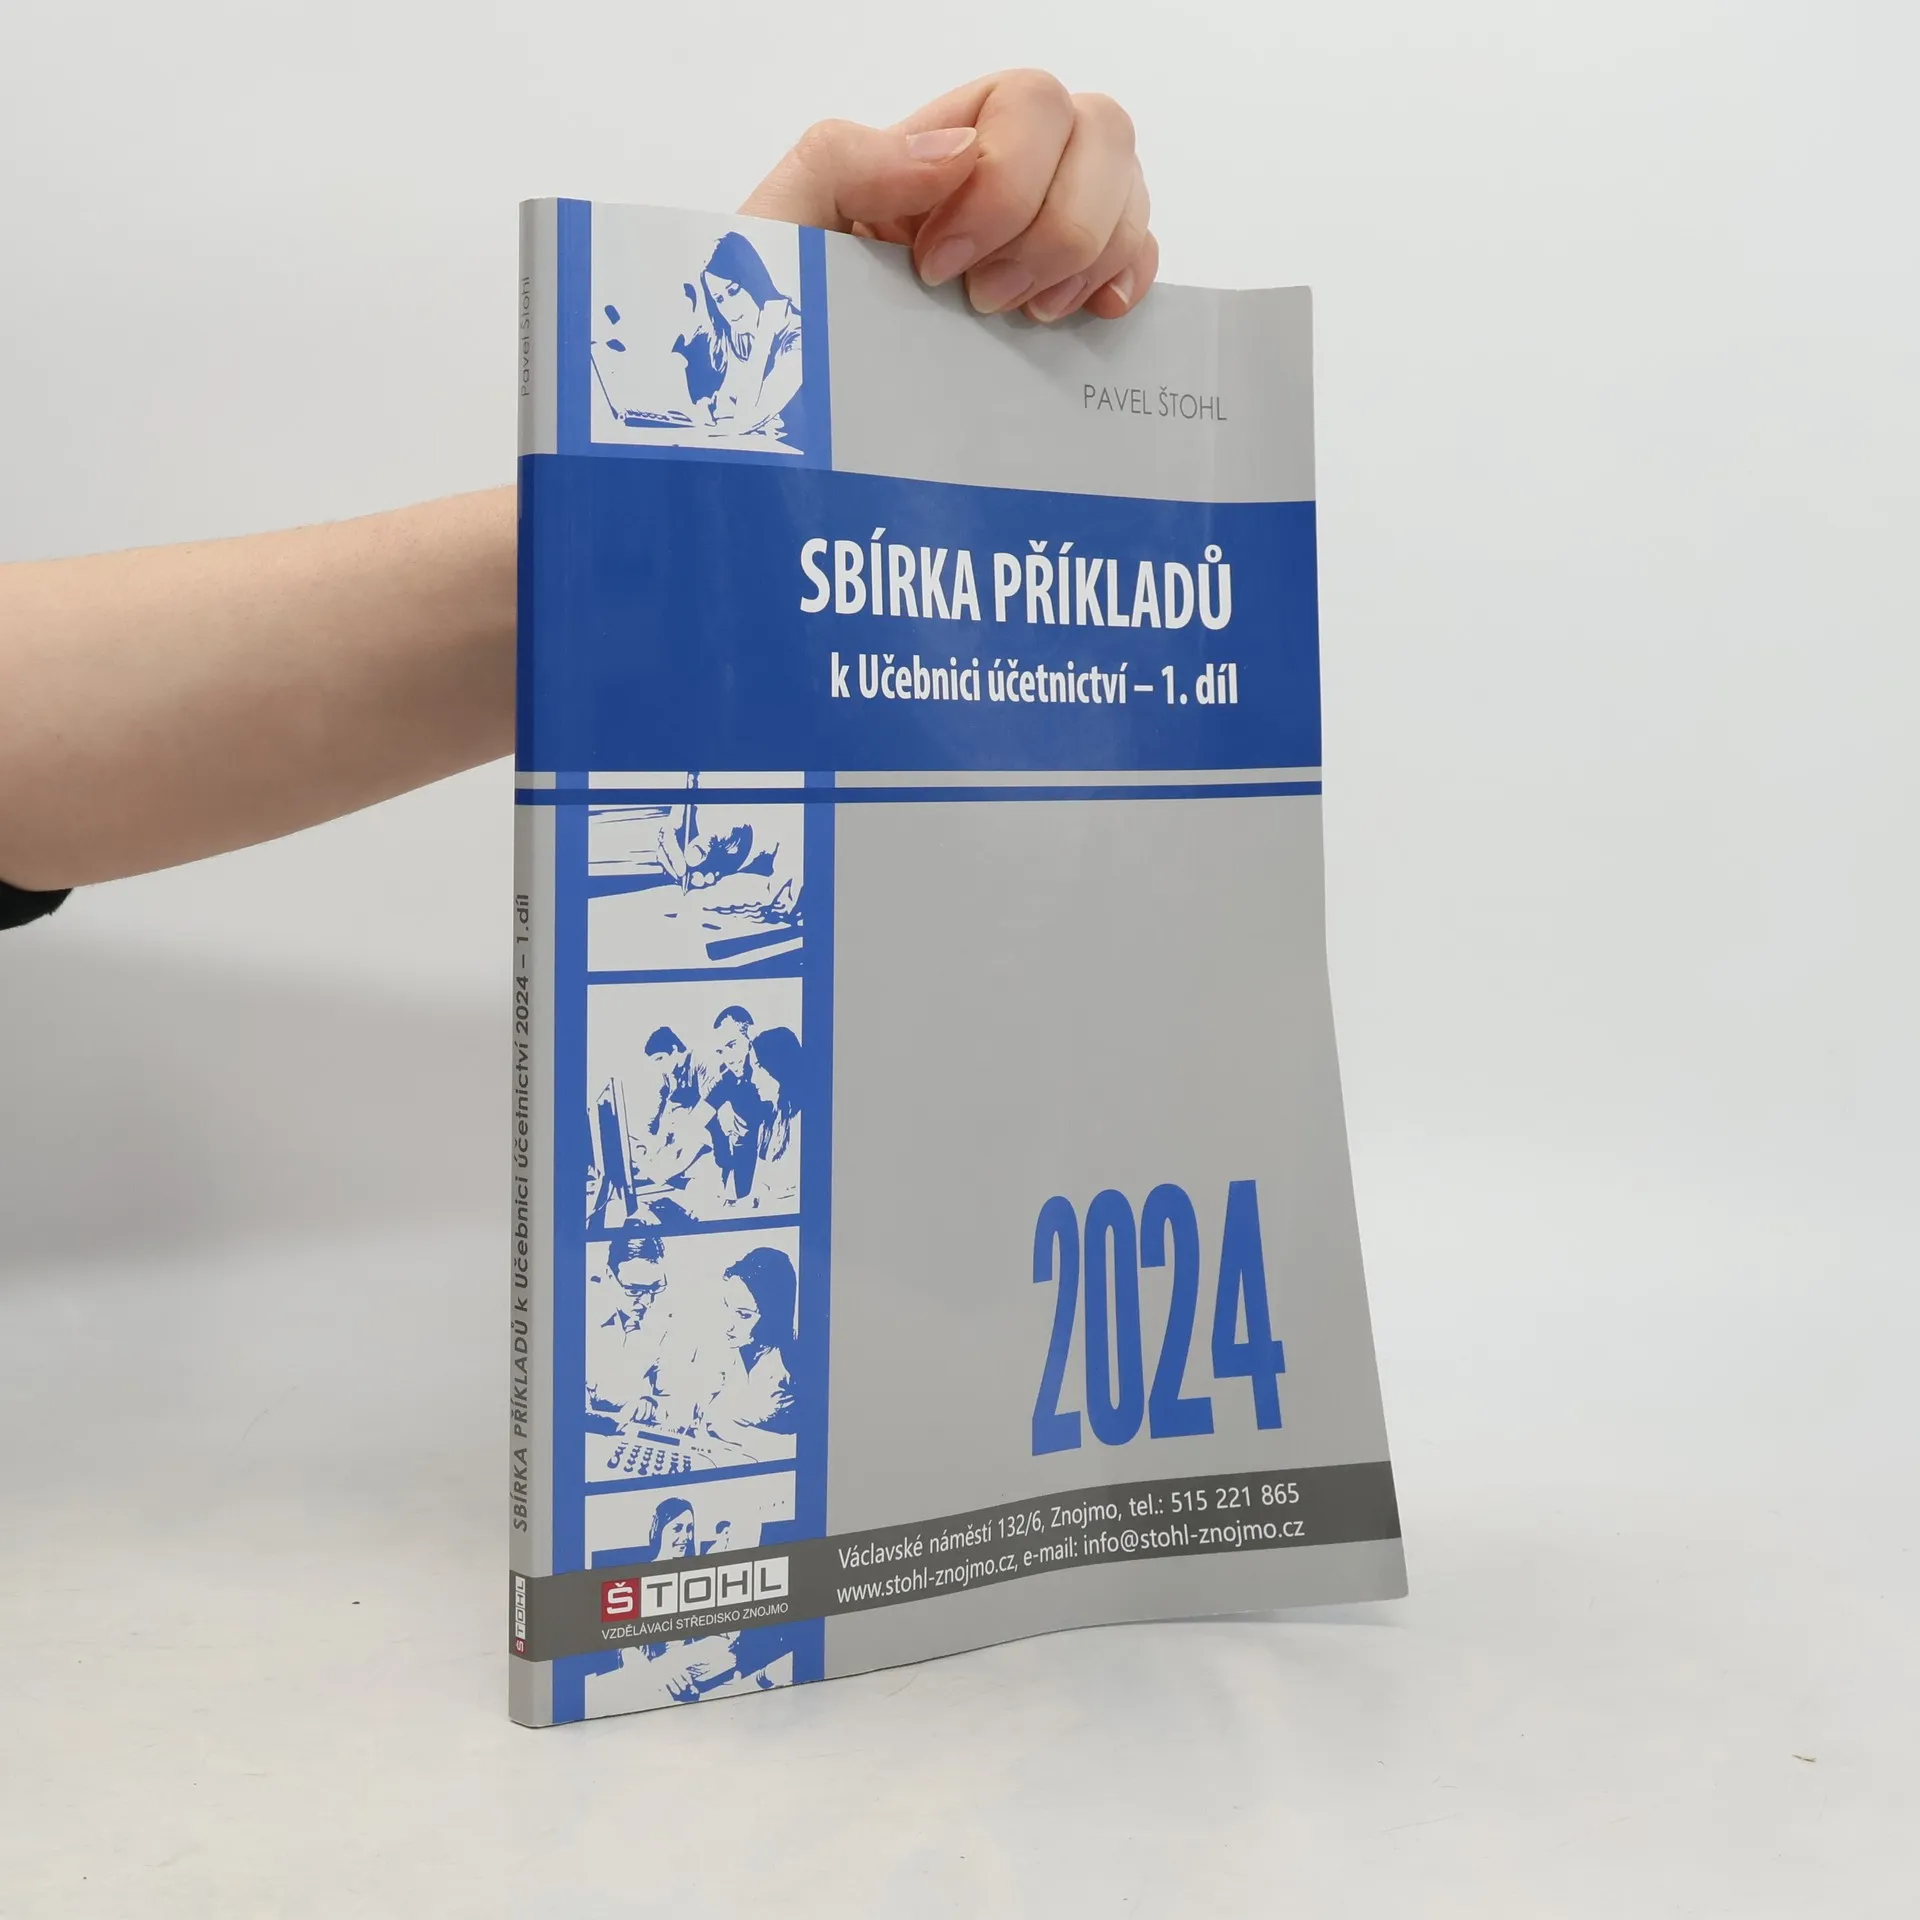 PAVEL ŠTOHL
SBÍRKA PŘÍKLADŮ
k Učebnici účetnictví – 1. díl
2024
Václavské náměstí 132/6, Znojmo, tel.: 515 221 865
www.stohl-znojmo.cz, e-mail: info@stohl-znojmo.cz
ŠTOHL
VZDĚLÁVACÍ STŘEDISKO ZNOJMO
Pavel Štohl
SBÍRKA PŘÍKLADŮ k Učebnici účetnictví 2024 – 1.díl
ŠTOHL